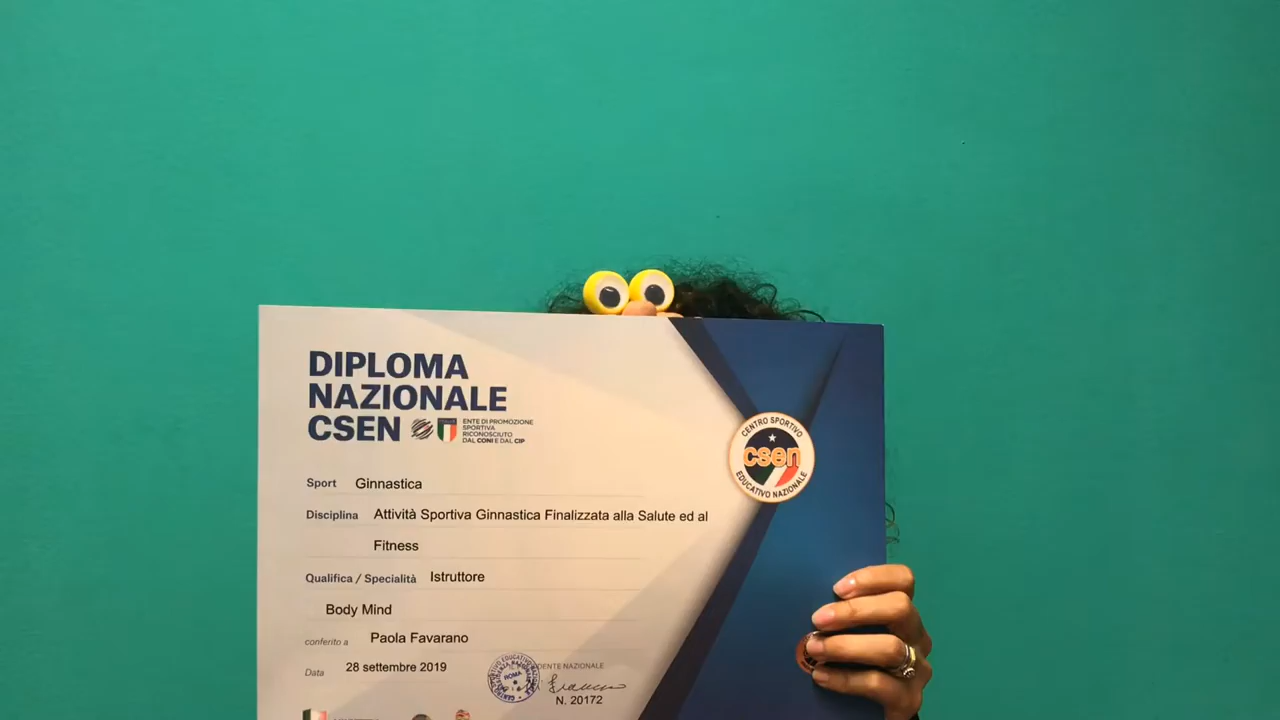 DIPLOMA
NAZIONALE
CSEN
ENTE DI PROMOZIONE
SPORTIVA
RICONOSCIUTO
DAL CONI E DAL CIP
CENTRO SPORTIVO
csen
EDUCATIVO NAZIONALE
Sport Ginnastica
Disciplina Attività Sportiva Ginnastica Finalizzata alla Salute ed al
Fitness
Qualifica / Specialità Istruttore
Body Mind
conferito a Paola Favarano
Data 28 settembre 2019
DENTE NAZIONALE
ROMA
N. 20172